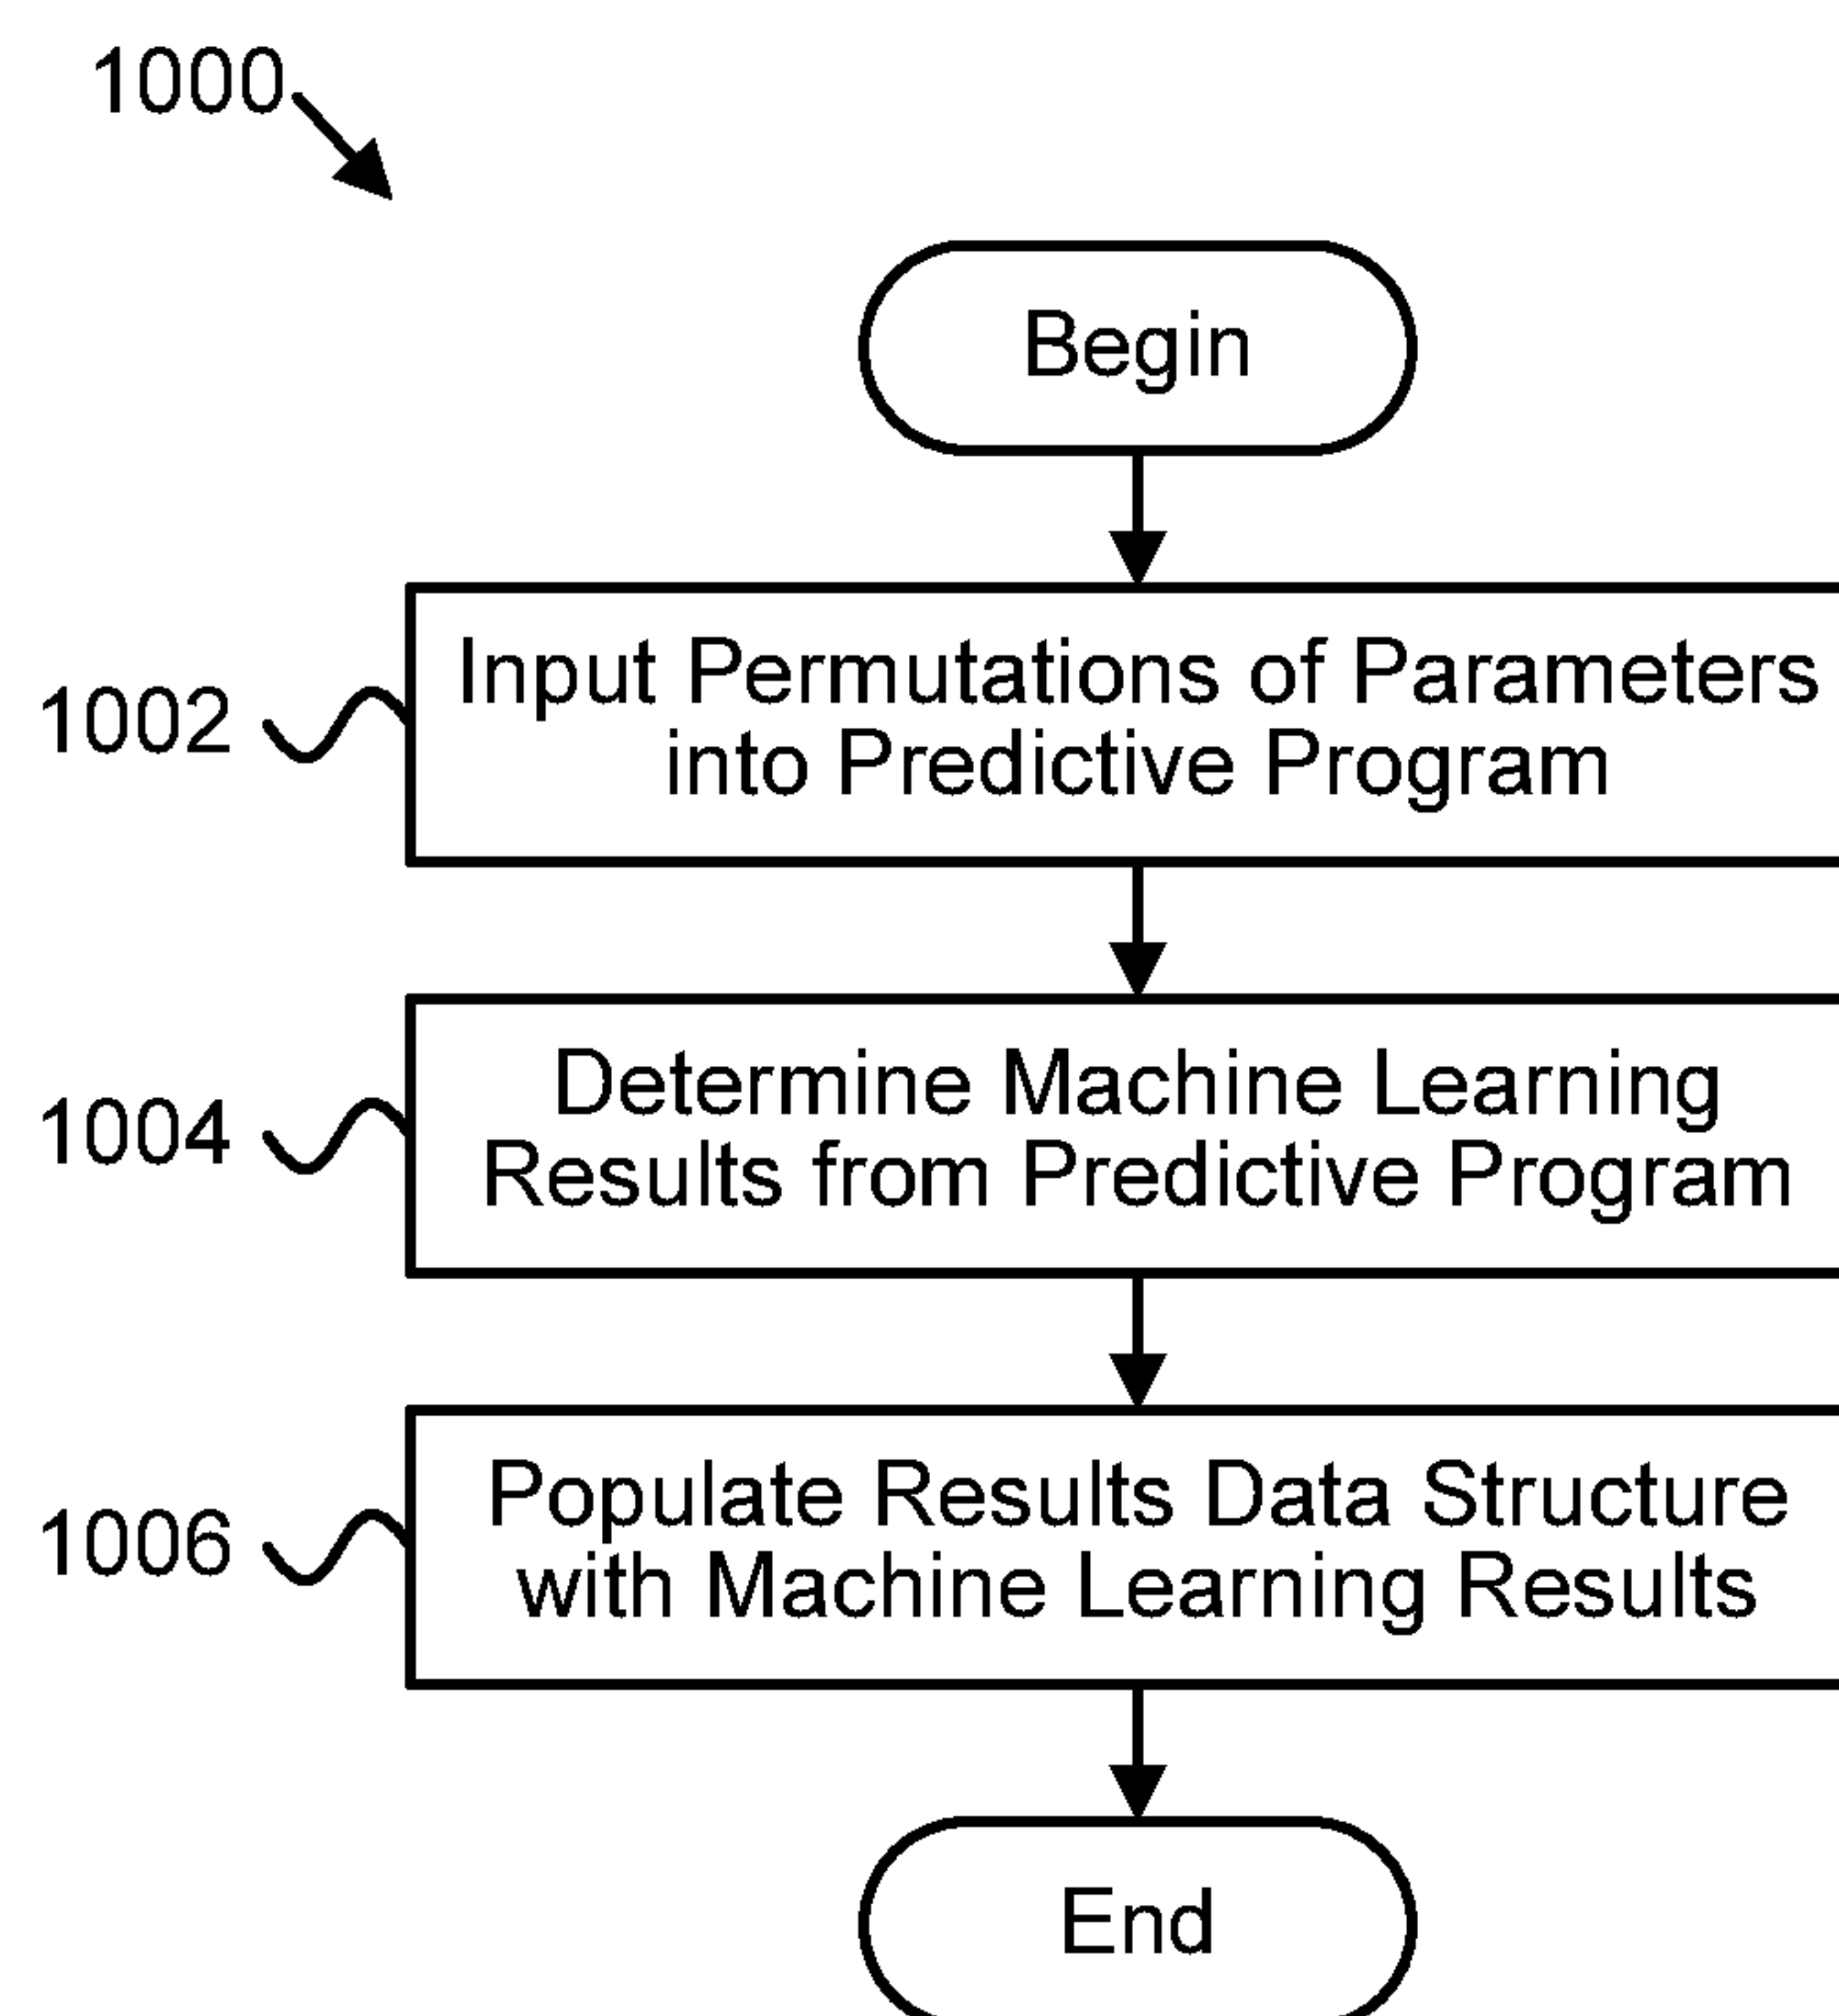 1000
Begin
1002
Input Permutations of Parameters
into Predictive Program
1004
Determine Machine Learning
Results from Predictive Program
1006
Populate Results Data Structure
with Machine Learning Results
End